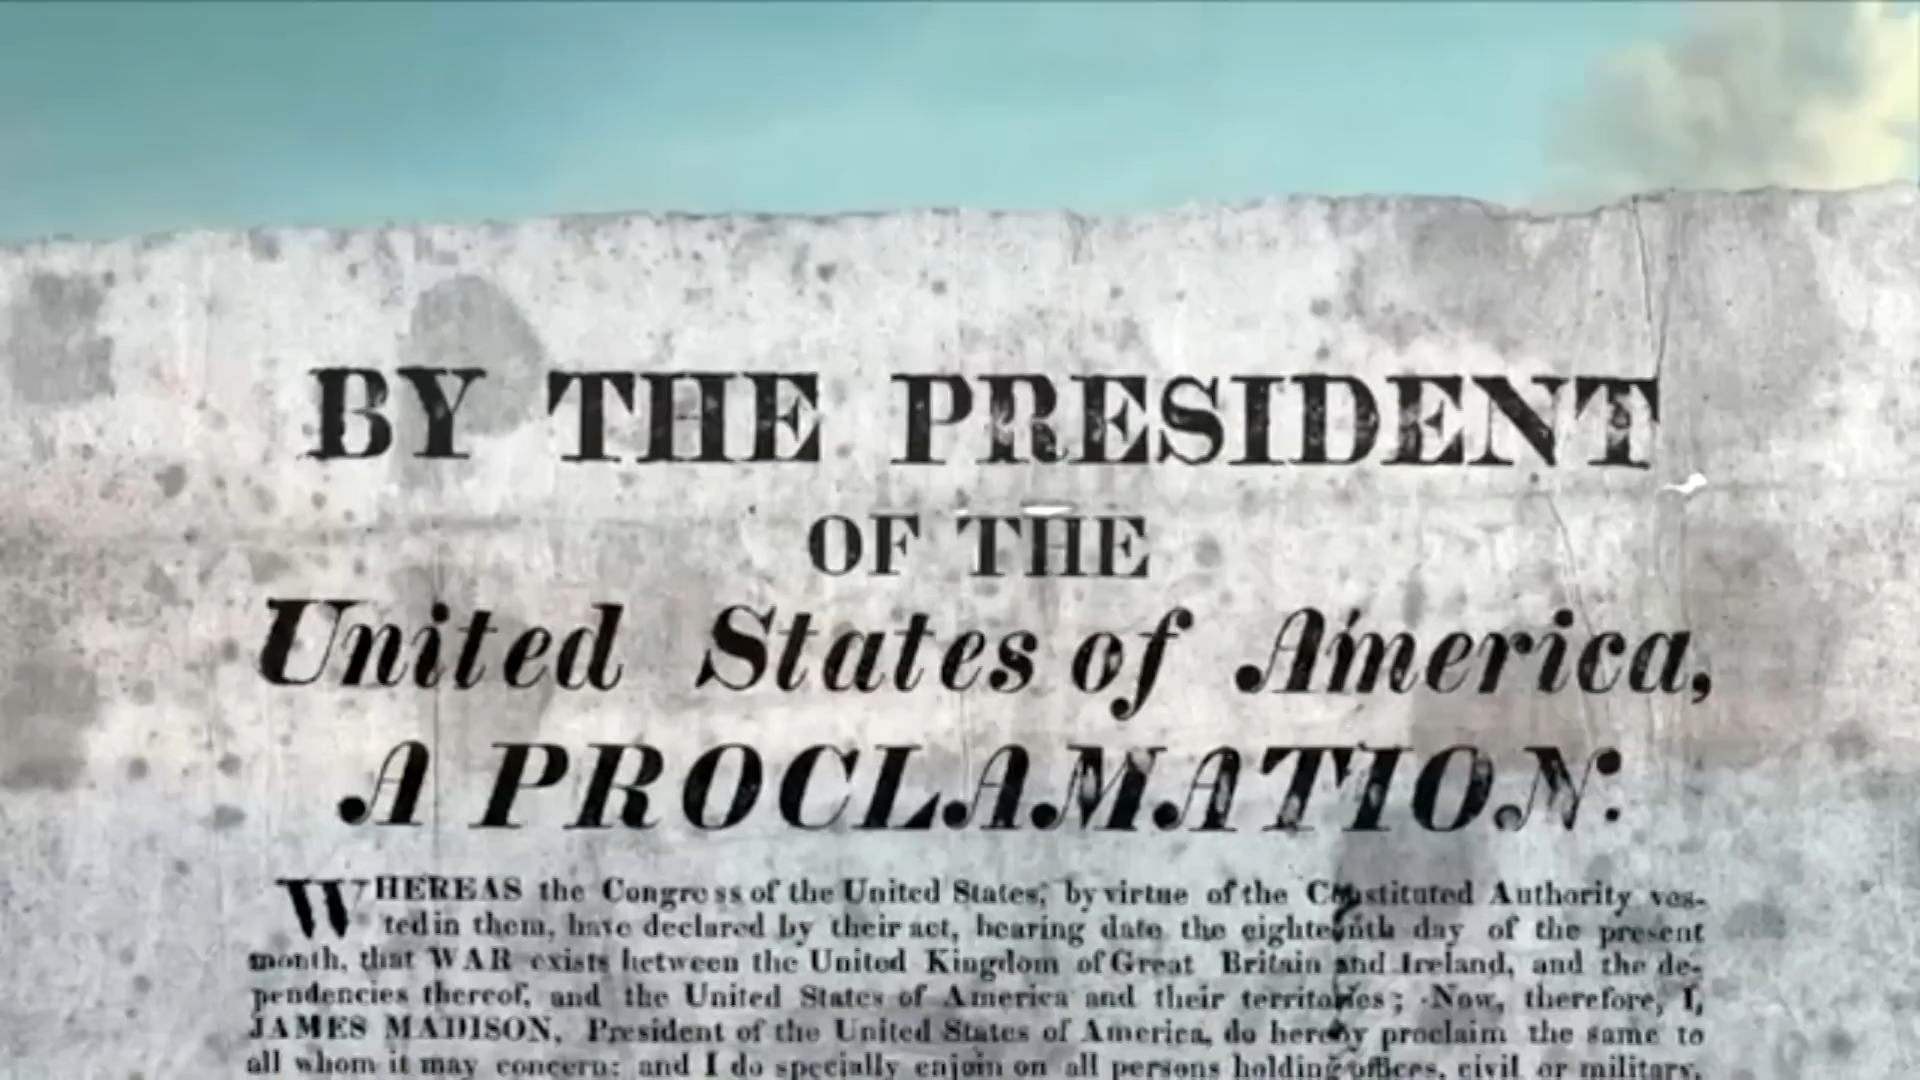 BY THE PRESIDENT
OF THE
United States of America,
A PROCLAMATION:
WHEREAS the Congress of the United States, by virtue of the Constituted Authority ves-
ted in them, have declared by their act, bearing date the eighteenth day of the present
month, that WAR exists between the United Kingdom of Great Britain and Ireland, and the de-
pendencies thereof, and the United States of America and their territories; Now, therefore, I,
JAMES MADISON, President of the United States of America, do hereby proclaim the same to
all whom it may concern: and I do specially enjoin on all persons holding offices, civil or military,